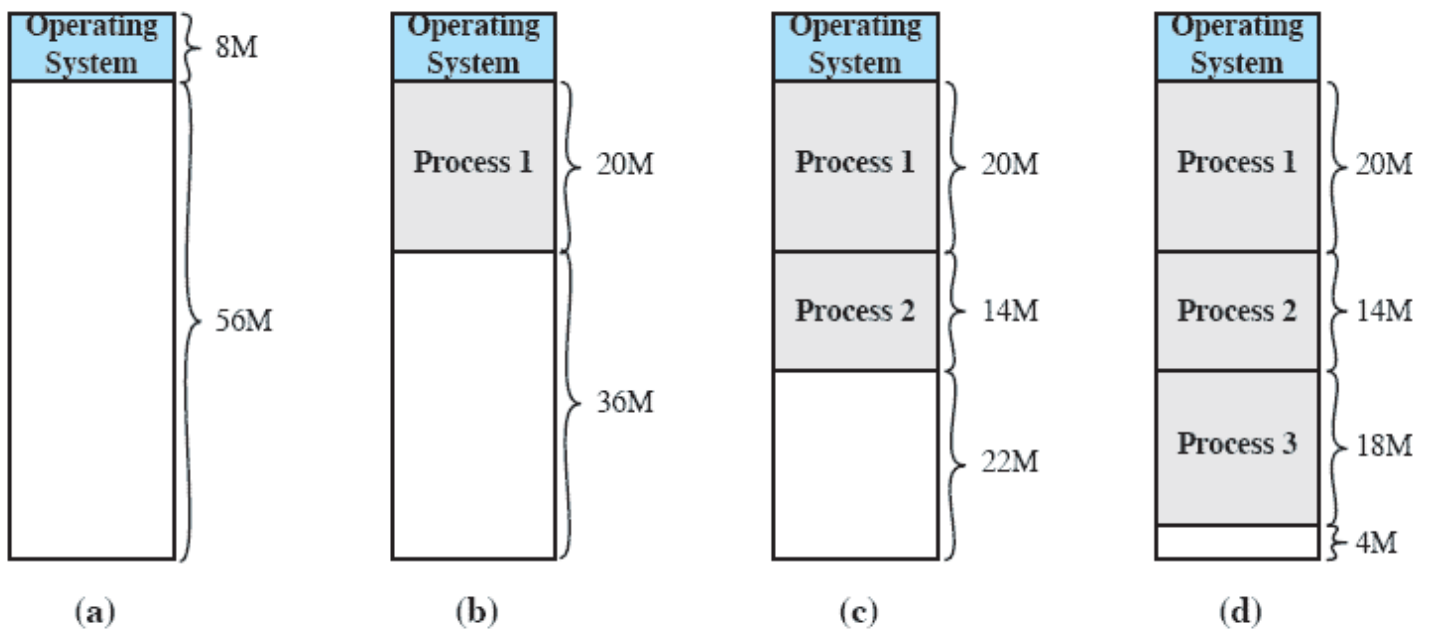 Operating
System
8M
56M
(a)
Operating
System
Process 1
20M
36M
(b)
Operating
System
Process 1
20M
Process 2
14M
22M
(c)
Operating
System
Process 1
20M
Process 2
14M
Process 3
18M
4M
(d)